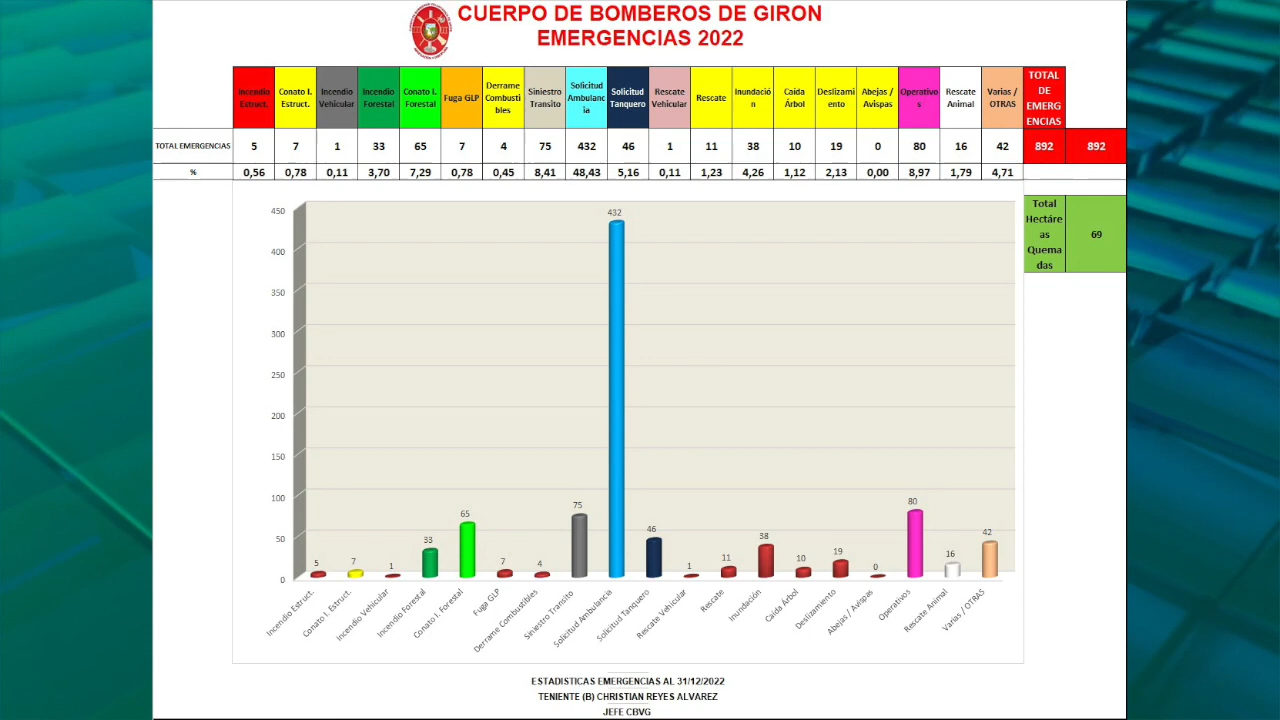 CUERPO DE BOMBEROS DE GIRON
EMERGENCIAS 2022
Incendio Estruct.
Conato I. Estruct.
Incendio Vehicular
Incendio Forestal
Conato I. Forestal
Fuga GLP
Derrame Combustibles
Siniestro Transito
Solicitud Ambulancia
Solicitud Tanquero
Rescate Vehicular
Rescate
Inundación
Caida Árbol
Deslizamiento
Abejas / Avispas
Operativos
Rescate Animal
Varias / OTRAS
TOTAL DE EMERGENCIAS
TOTAL EMERGENCIAS 5 7 1 33 65 7 4 75 432 46 1 11 38 10 19 0 80 16 42 892 892
% 0,56 0,78 0,11 3,70 7,29 0,78 0,45 8,41 48,43 5,16 0,11 1,23 4,26 1,12 2,13 0,00 8,97 1,79 4,71
Total Hectáreas Quemadas
69
450
400
350
300
250
200
150
100
50
0
5 7 1 33 65 7 4 75 432 46 1 11 38 10 19 0 80 16 42
Incendio Estruct.
Conato I. Estruct.
Incendio Vehicular
Incendio Forestal
Conato I. Forestal
Fuga GLP
Derrame Combustibles
Siniestro Transito
Solicitud Ambulancia
Solicitud Tanquero
Rescate Vehicular
Rescate
Inundación
Caida Árbol
Deslizamiento
Abejas / Avispas
Operativos
Rescate Animal
Varias / OTRAS
ESTADISTICAS EMERGENCIAS AL 31/12/2022
TENIENTE (B) CHRISTIAN REYES ALVAREZ
JEFE CBVG